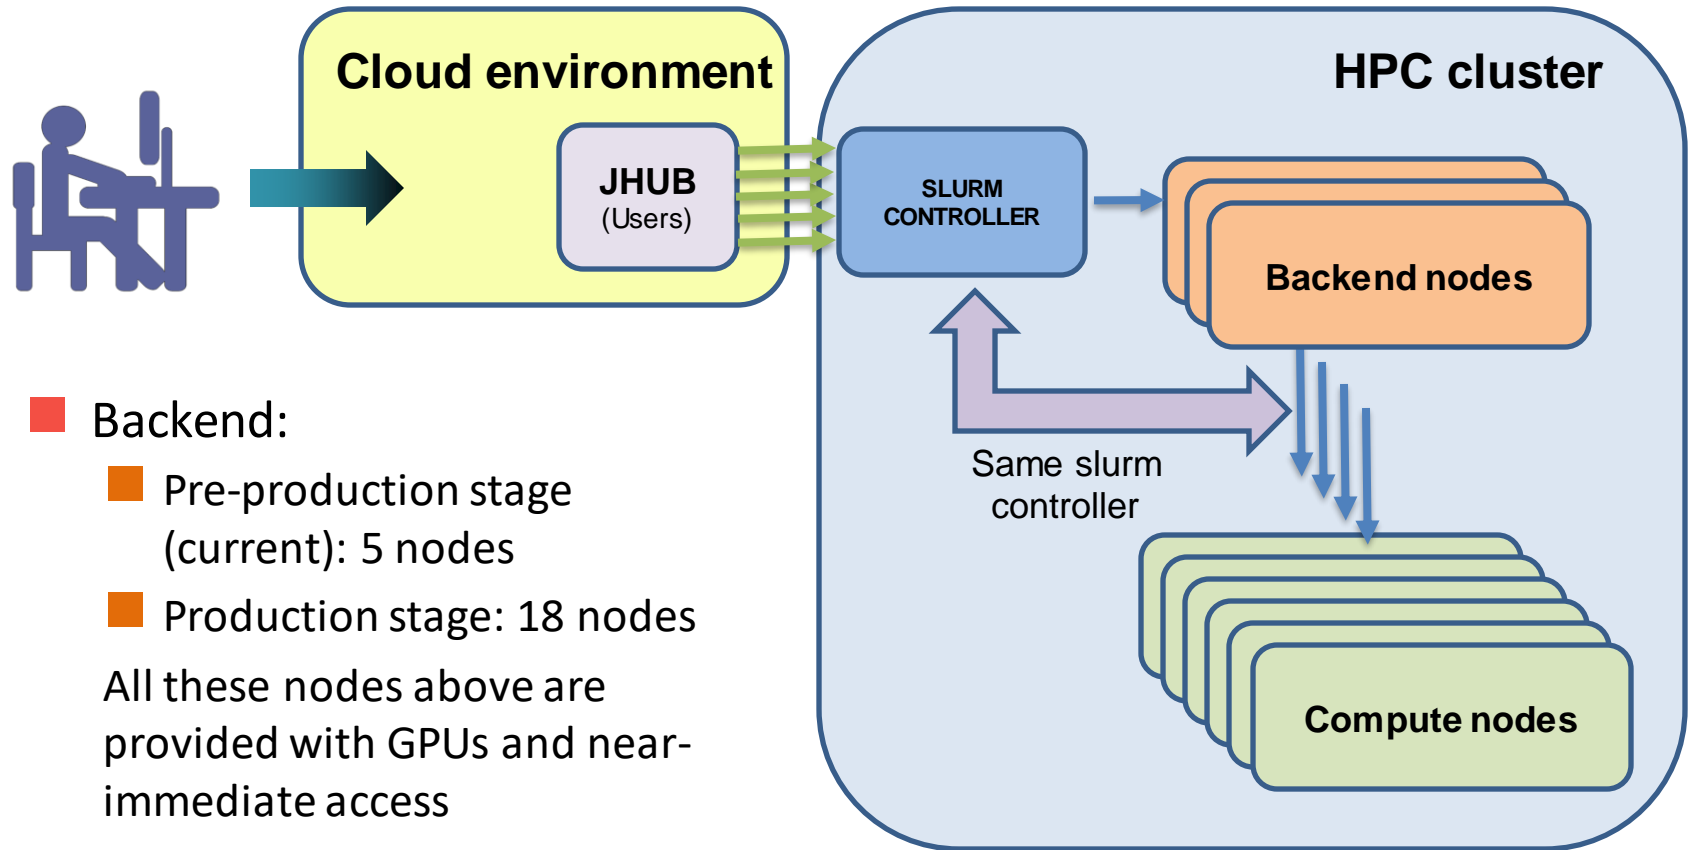 Cloud environment
HPC cluster
JHUB
(Users)
SLURM
CONTROLLER
Backend nodes
Same slurm
controller
Compute nodes
Backend:
Pre-production stage
(current): 5 nodes
Production stage: 18 nodes
All these nodes above are
provided with GPUs and near-
immediate access